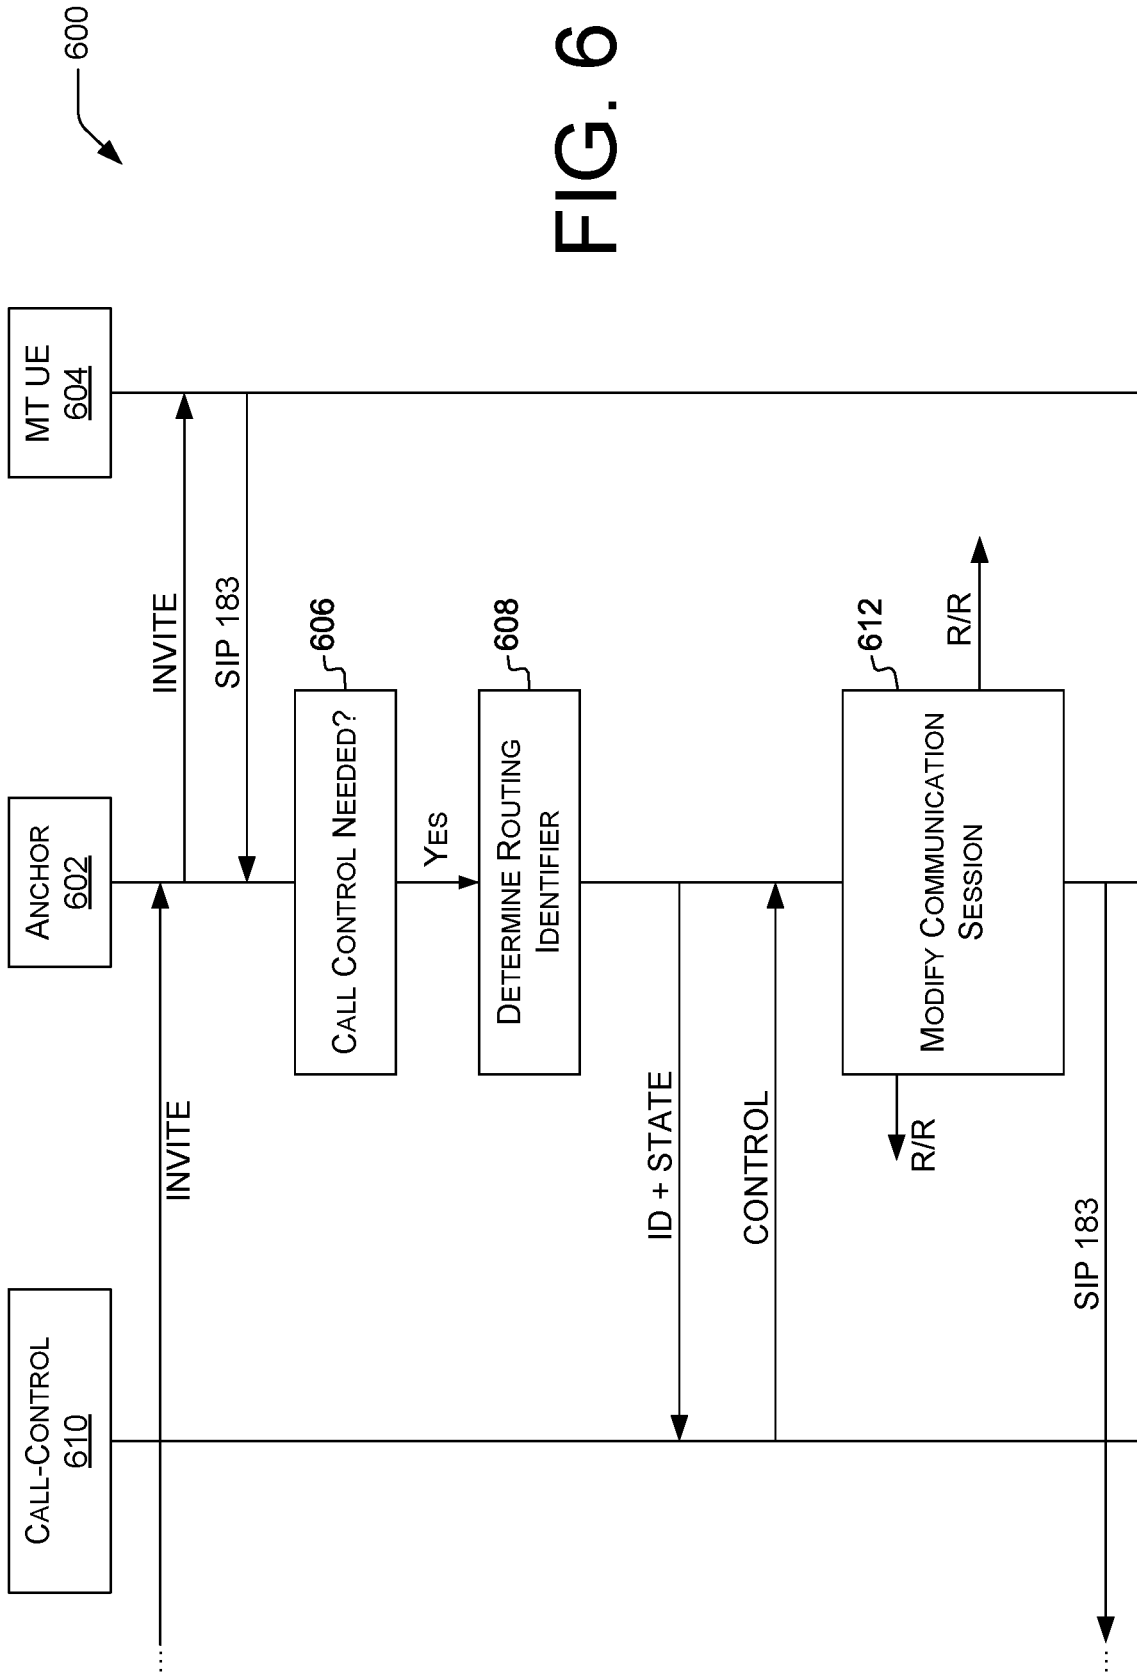 600
CALL-CONTROL
610
ANCHOR
602
MT UE
604
INVITE
INVITE
SIP 183
CALL CONTROL NEEDED?
606
YES
DETERMINE ROUTING
IDENTIFIER
608
ID + STATE
CONTROL
MODIFY COMMUNICATION
SESSION
612
R/R
R/R
SIP 183
...
...
FIG. 6